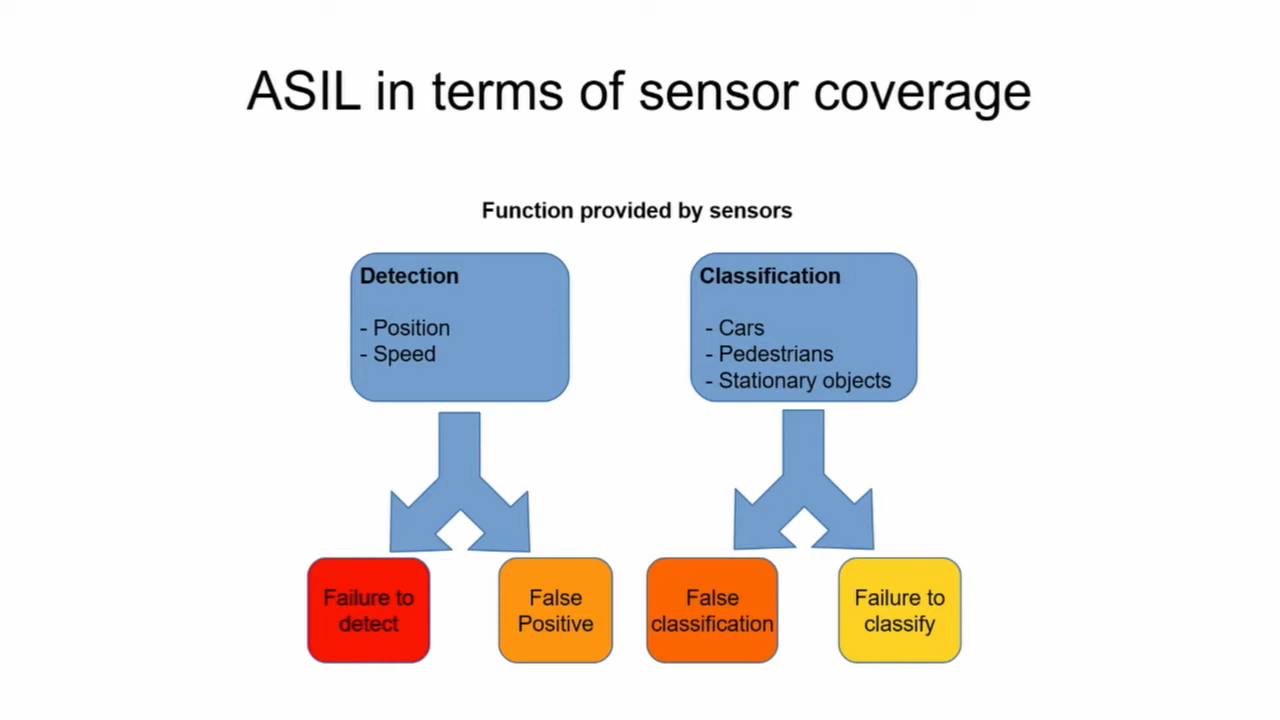 ASIL in terms of sensor coverage
Function provided by sensors
Detection
- Position
- Speed
Classification
- Cars
- Pedestrians
- Stationary objects
Failure to
detect
False
Positive
False
classification
Failure to
classify